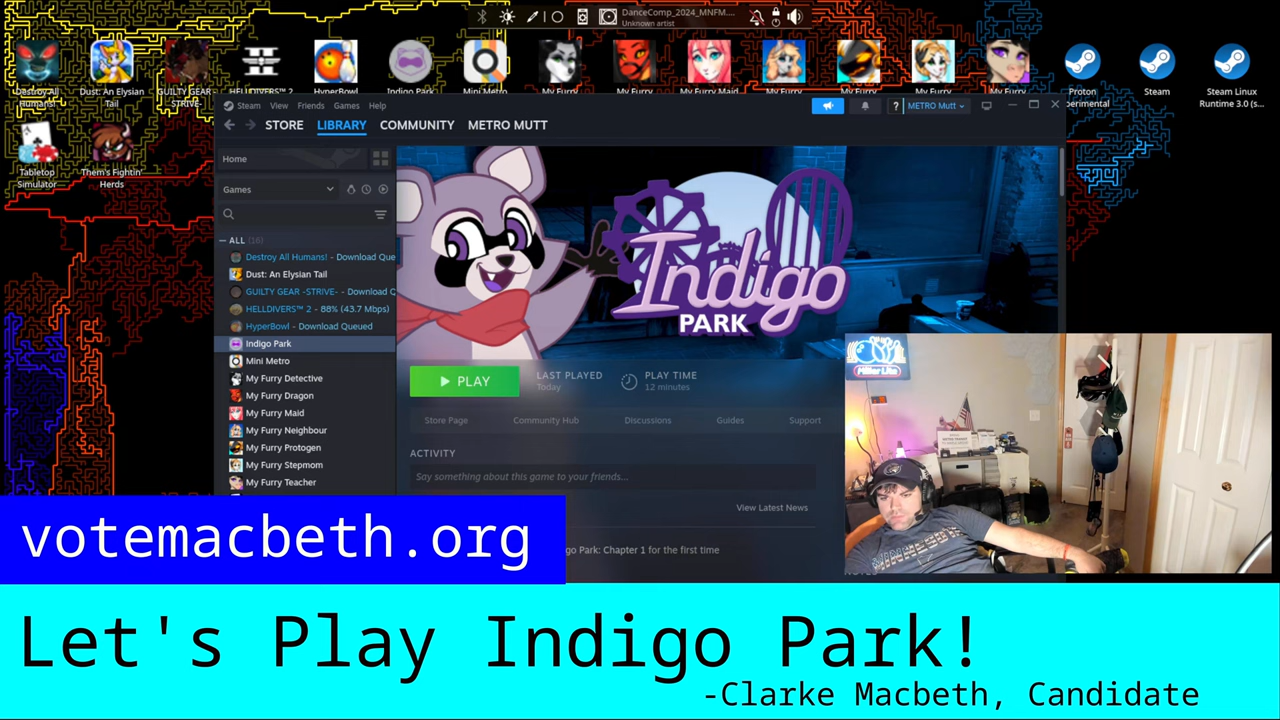 DanceComp_2024_MNFM....
Unknown artist
Destroy All Humans!
Dust: An Elysian Tail
GUILTY GEAR -STRIVE-
HELLDIVERS™ 2
HyperBowl
Indigo Park
Mini Metro
My Furry
My Furry
My Furry Maid
My Furry
My Furry
My Furry
My Furry
Proton
Experimental
Steam
Steam Linux
Runtime 3.0 (s...
Tabletop
Simulator
Them's Fightin'
Herds
Steam View Friends Games Help
METRO Mutt
STORE LIBRARY COMMUNITY METRO MUTT
Home
Games
ALL (16)
Destroy All Humans! - Download Que
Dust: An Elysian Tail
GUILTY GEAR -STRIVE- - Download Q
HELLDIVERS™ 2 - 88% (43.7 Mbps)
HyperBowl - Download Queued
Indigo Park
Mini Metro
My Furry Detective
My Furry Dragon
My Furry Maid
My Furry Neighbour
My Furry Protogen
My Furry Stepmom
My Furry Teacher
Indigo
PARK
PLAY
LAST PLAYED
Today
PLAY TIME
12 minutes
Store Page Community Hub Discussions Guides Support
ACTIVITY
Say something about this game to your friends...
View Latest News
go Park: Chapter 1 for the first time
Miller Lite
votemacbeth.org
Let's Play Indigo Park!
-Clarke Macbeth, Candidate